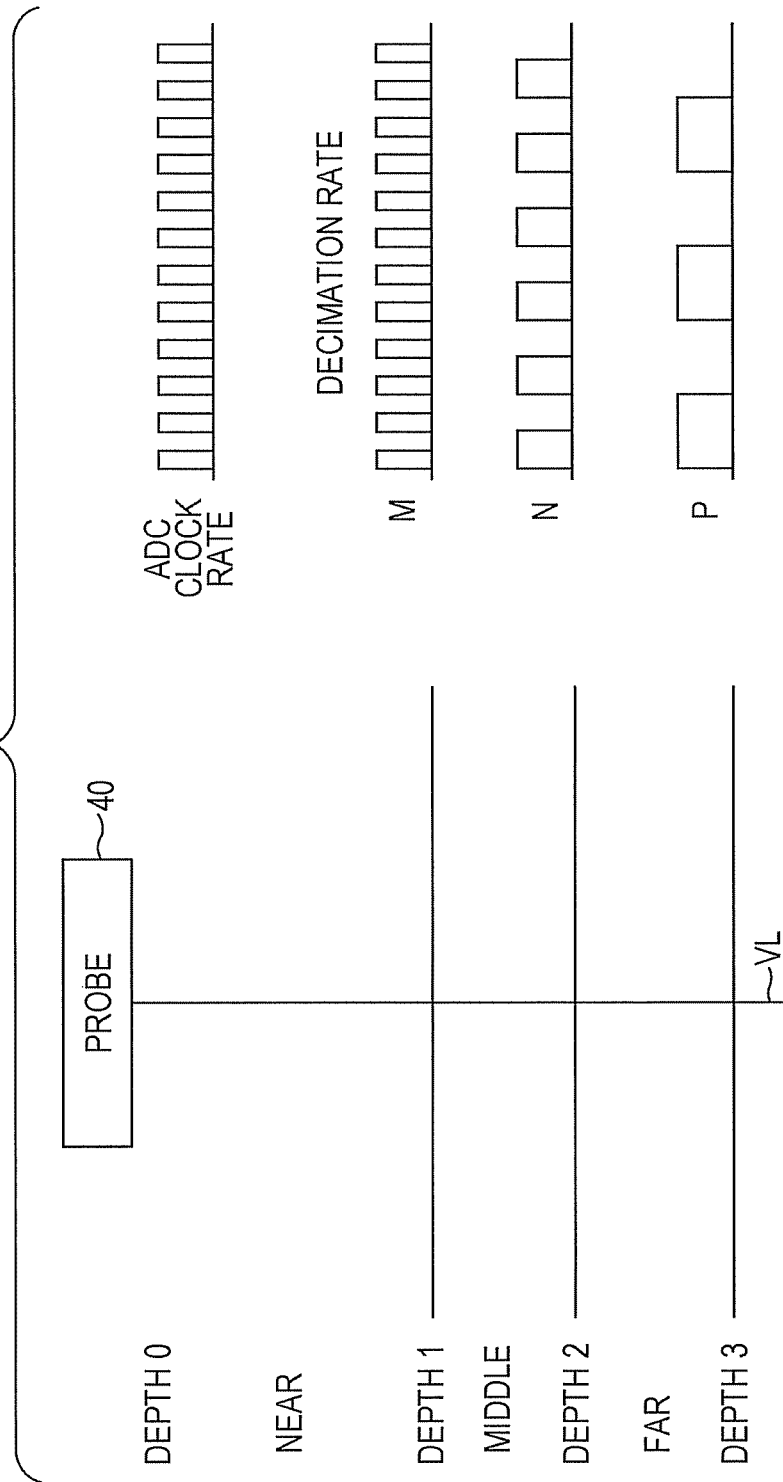 PROBE
40
DEPTH 0
NEAR
DEPTH 1
MIDDLE
DEPTH 2
FAR
DEPTH 3
VL
ADC
CLOCK
RATE
DECIMATION RATE
M
N
P